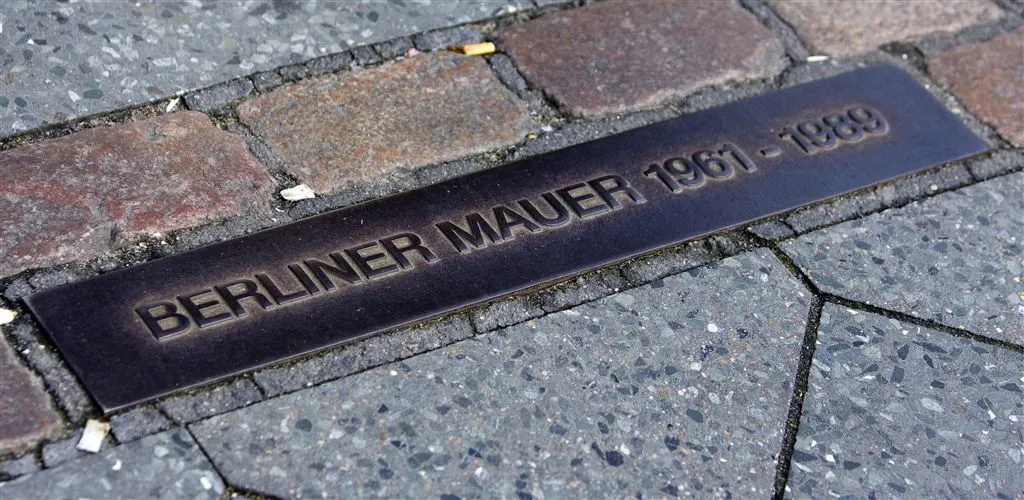 BERLINER MAUER 1961 - 1989